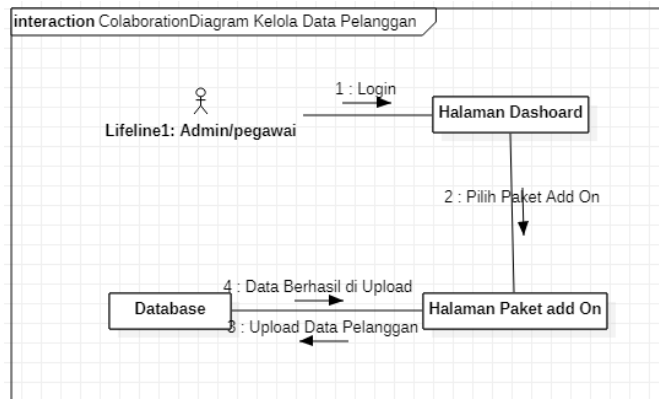 interaction ColaborationDiagram Kelola Data Pelanggan
1 : Login
Lifeline1: Admin/pegawai
Halaman Dashoard
2 : Pilih Paket Add On
4 : Data Berhasil di Upload
Database
Halaman Paket add On
3 : Upload Data Pelanggan